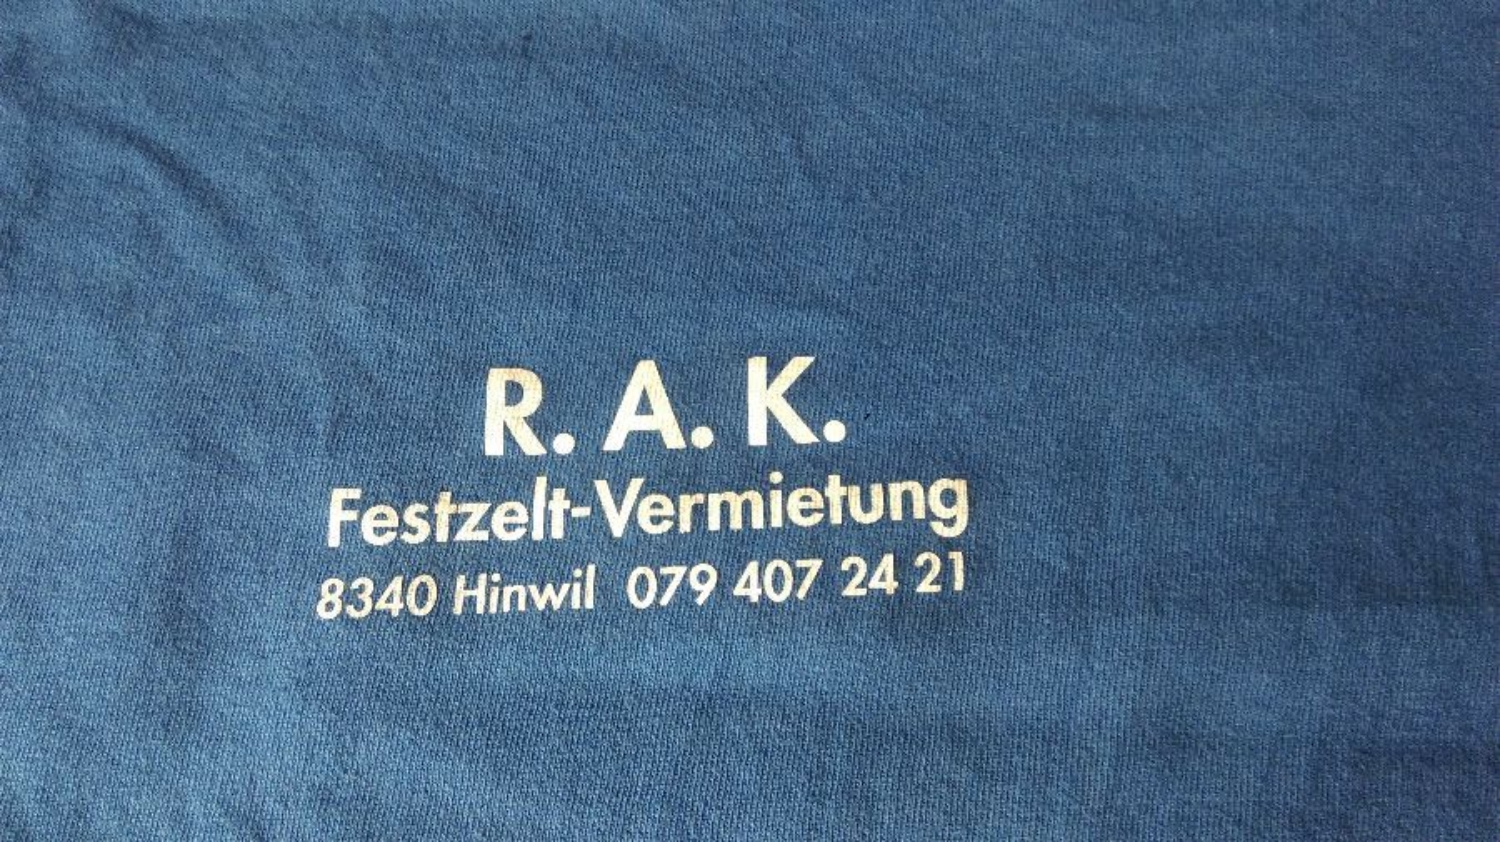 R. A. K.
Festzelt-Vermietung
8340 Hinwil 079 407 24 21